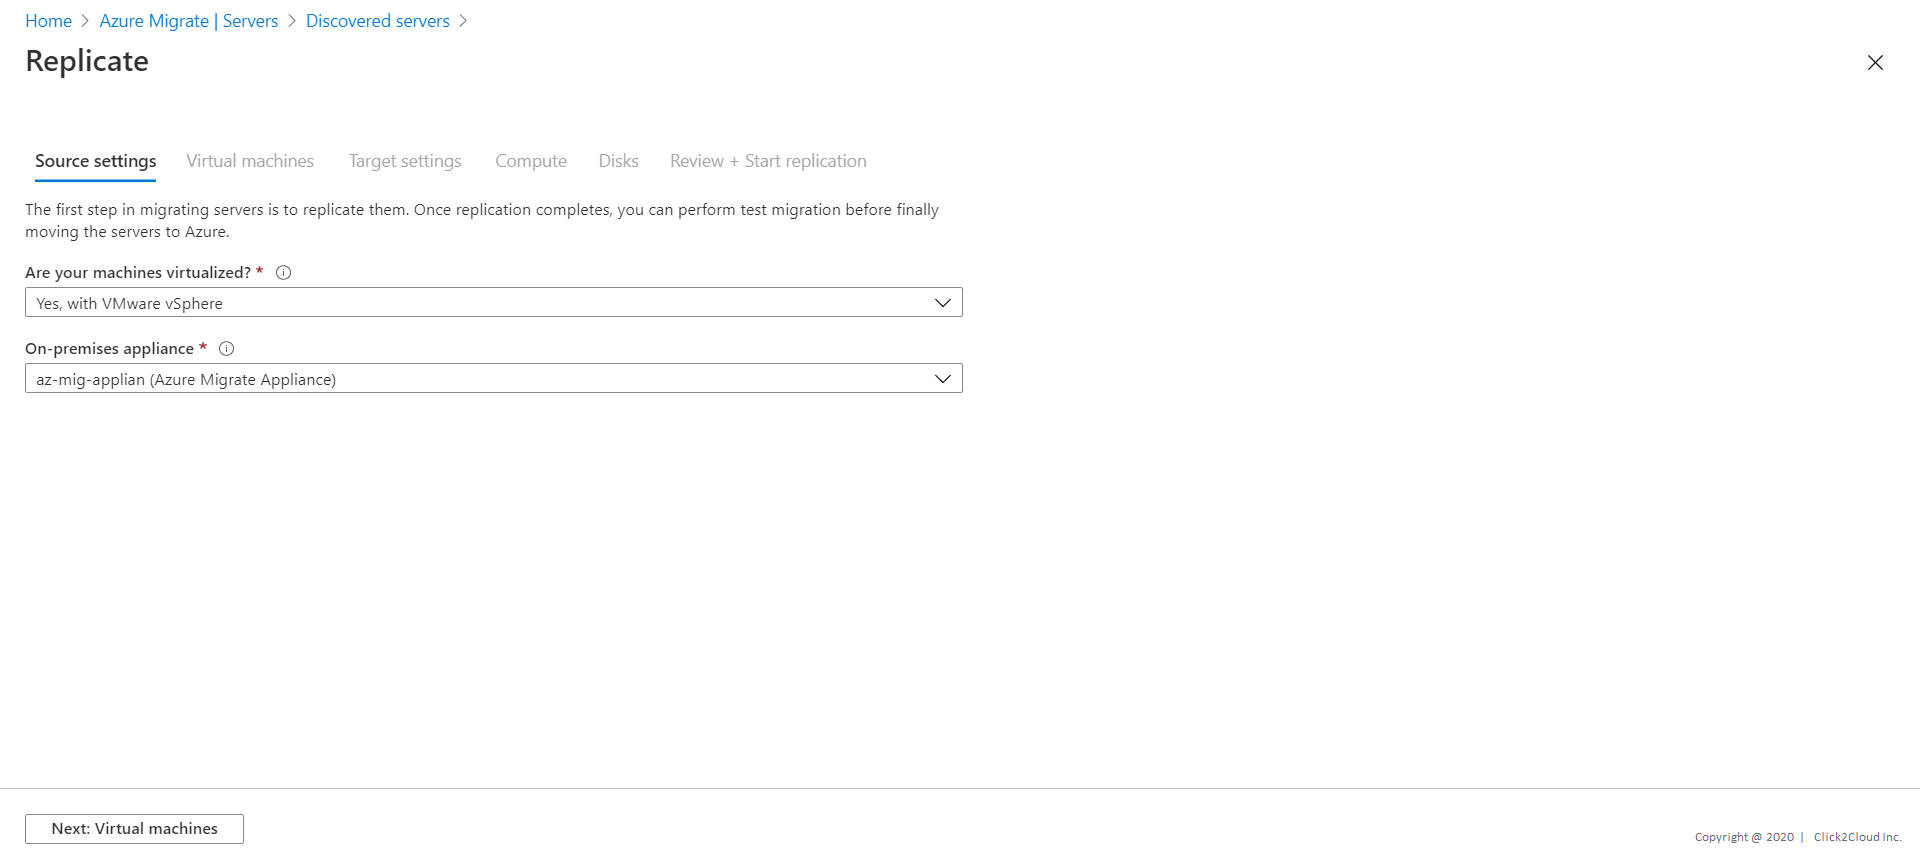 Home > Azure Migrate | Servers > Discovered servers >
Replicate
Source settings Virtual machines Target settings Compute Disks Review + Start replication
The first step in migrating servers is to replicate them. Once replication completes, you can perform test migration before finally
moving the servers to Azure.
Are your machines virtualized? *
Yes, with VMware vSphere
On-premises appliance *
az-mig-applian (Azure Migrate Appliance)
Next: Virtual machines
Copyright @ 2020 | Click2Cloud Inc.